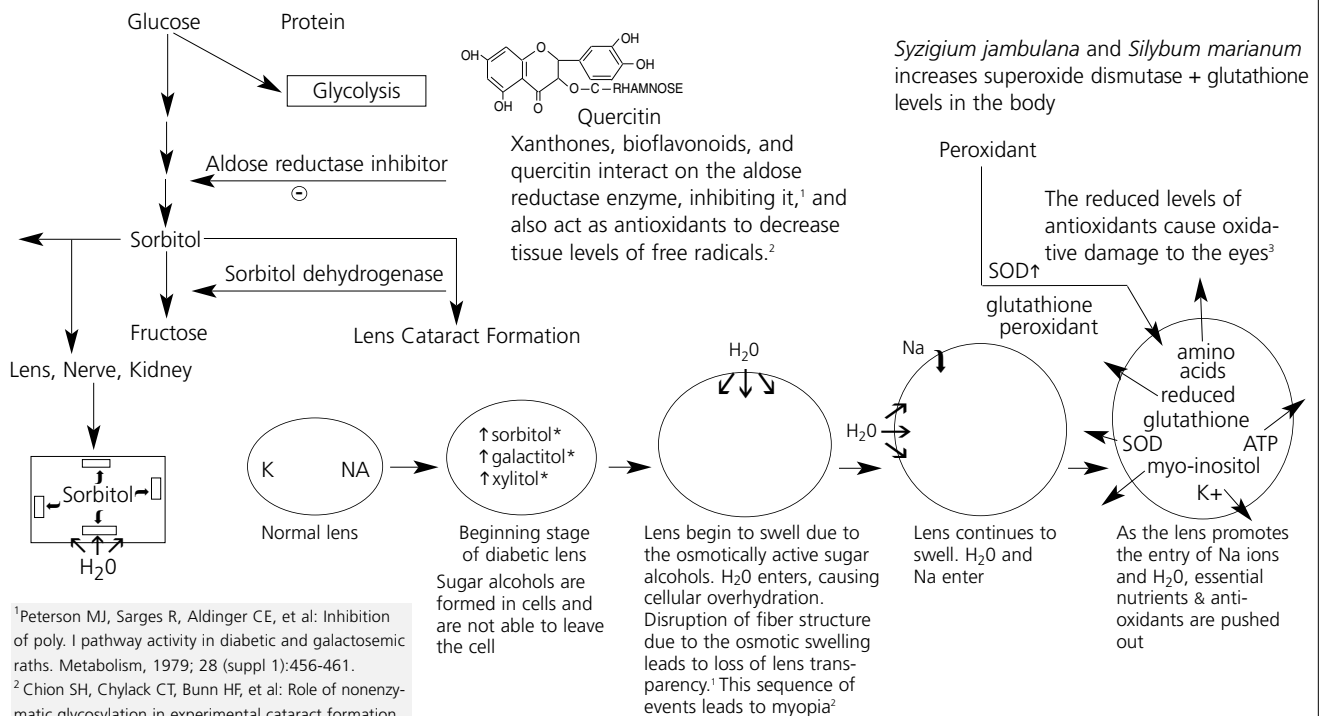 Glucose
Protein
Glycolysis
Aldose reductase inhibitor
-
Sorbitol
Sorbitol dehydrogenase
Fructose
Lens Cataract Formation
Lens, Nerve, Kidney
Sorbitol
H20
OH
HO
O
OH
OH
O–C–RHAMNOSE
OH
O
Quercitin
Xanthones, bioflavonoids, and
quercitin interact on the aldose
reductase enzyme, inhibiting it,1 and
also act as antioxidants to decrease
tissue levels of free radicals.2
Syzigium jambulana and Silybum marianum
increases superoxide dismutase + glutathione
levels in the body
Peroxidant
The reduced levels of
antioxidants cause oxida-
tive damage to the eyes3
SOD↑
glutathione
peroxidant
K NA
Normal lens
↑sorbitol*
↑galactitol*
↑xylitol*
Beginning stage
of diabetic lens
Sugar alcohols are
formed in cells and
are not able to leave
the cell
H20
Lens begin to swell due to
the osmotically active sugar
alcohols. H20 enters, causing
cellular overhydration.
Disruption of fiber structure
due to the osmotic swelling
leads to loss of lens trans-
parency.1 This sequence of
events leads to myopia2
Na
H20
Lens continues to
swell. H20 and
Na enter
amino
acids
reduced
glutathione
SOD ATP
myo-inositol
K+
As the lens promotes
the entry of Na ions
and H20, essential
nutrients & anti-
oxidants are pushed
out
1Peterson MJ, Sarges R, Aldinger CE, et al: Inhibition
of poly. I pathway activity in diabetic and galactosemic
raths. Metabolism, 1979; 28 (suppl 1):456-461.
2 Chion SH, Chylack CT, Bunn HF, et al: Role of nonenzy-
matic glycosylation in experimental cataract formation.